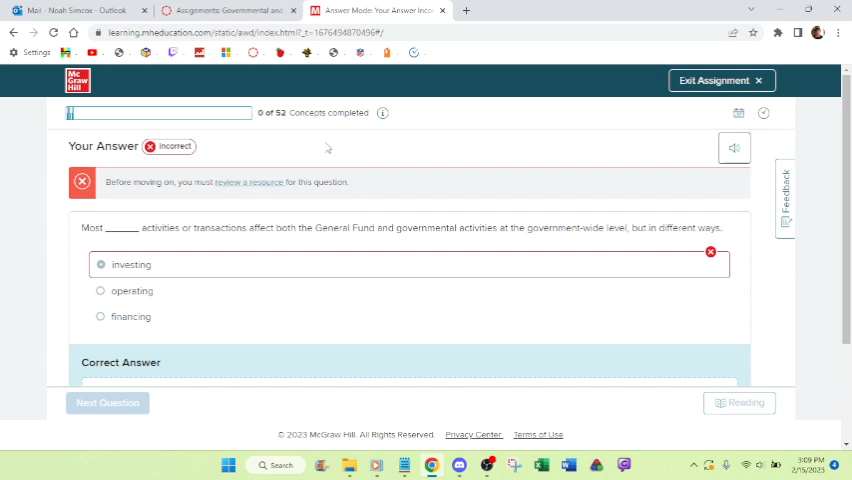 Mail - Noah Simcox - Outlook
Assignments: Governmental and
Answer Mode: Your Answer Inco
learning.mheducation.com/static/awd/index.html?_t=1676494870496#/
Settings
Mc
Graw
Hill
Exit Assignment
0 of 52 Concepts completed
Your Answer
Incorrect
Before moving on, you must review a resource for this question.
Feedback
Most ______ activities or transactions affect both the General Fund and governmental activities at the government-wide level, but in different ways.
investing
operating
financing
Correct Answer
Next Question
Reading
© 2023 McGraw Hill. All Rights Reserved. Privacy Center Terms of Use
Search
3:09 PM
2/15/2023
4